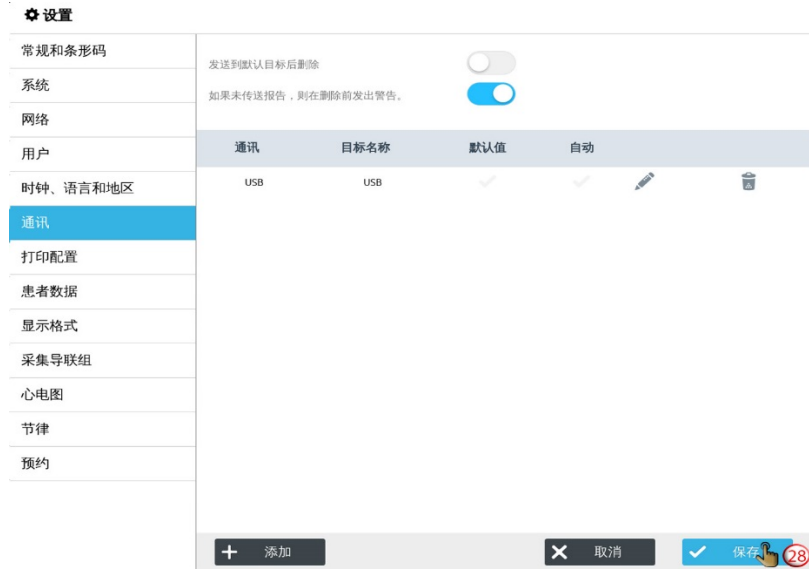 设置
常规和条形码
系统
网络
用户
时钟、语言和地区
通讯
打印配置
患者数据
显示格式
采集导联组
心电图
节律
预约
发送到默认目标后删除
如果未传送报告，则在删除前发出警告。
通讯 目标名称 默认值 自动
USB USB
添加 取消 保存 28